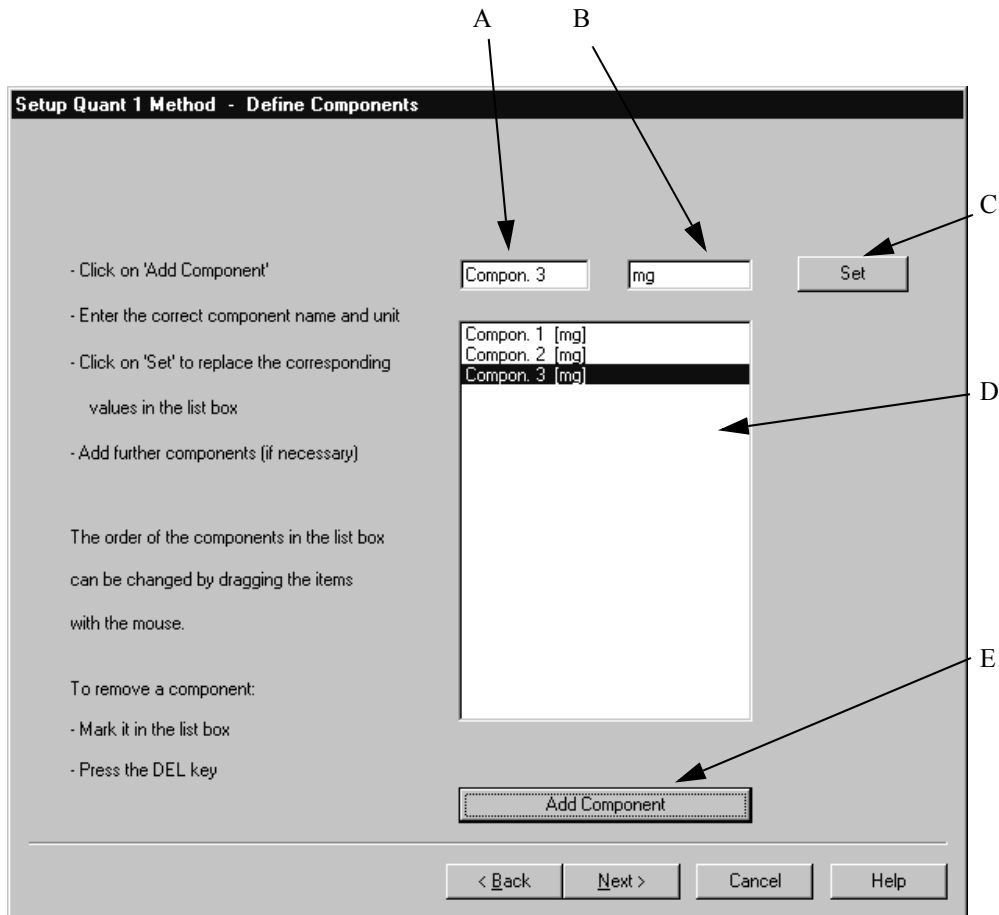 A B
Setup Quant 1 Method - Define Components
C
- Click on 'Add Component'
Compon. 3 mg Set
- Enter the correct component name and unit
Compon. 1 [mg]
Compon. 2 [mg]
- Click on 'Set' to replace the corresponding
Compon. 3 [mg]
D
values in the list box
- Add further components (if necessary)
The order of the components in the list box
can be changed by dragging the items
with the mouse.
E
To remove a component:
- Mark it in the list box
- Press the DEL key
Add Component
< Back Next > Cancel Help